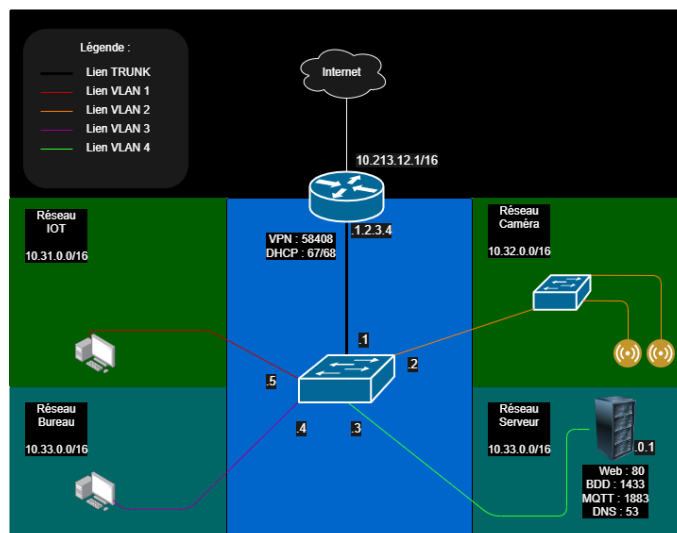 Légende :
Lien TRUNK
Lien VLAN 1
Lien VLAN 2
Lien VLAN 3
Lien VLAN 4
Internet
10.213.12.1/16
.1.2.3.4
VPN : 58408
DHCP : 67/68
Réseau
IOT
10.31.0.0/16
Réseau
Caméra
10.32.0.0/16
.1
.2
.5
.4
.3
Réseau
Bureau
10.33.0.0/16
Réseau
Serveur
10.33.0.0/16
.0.1
Web : 80
BDD : 1433
MQTT : 1883
DNS : 53